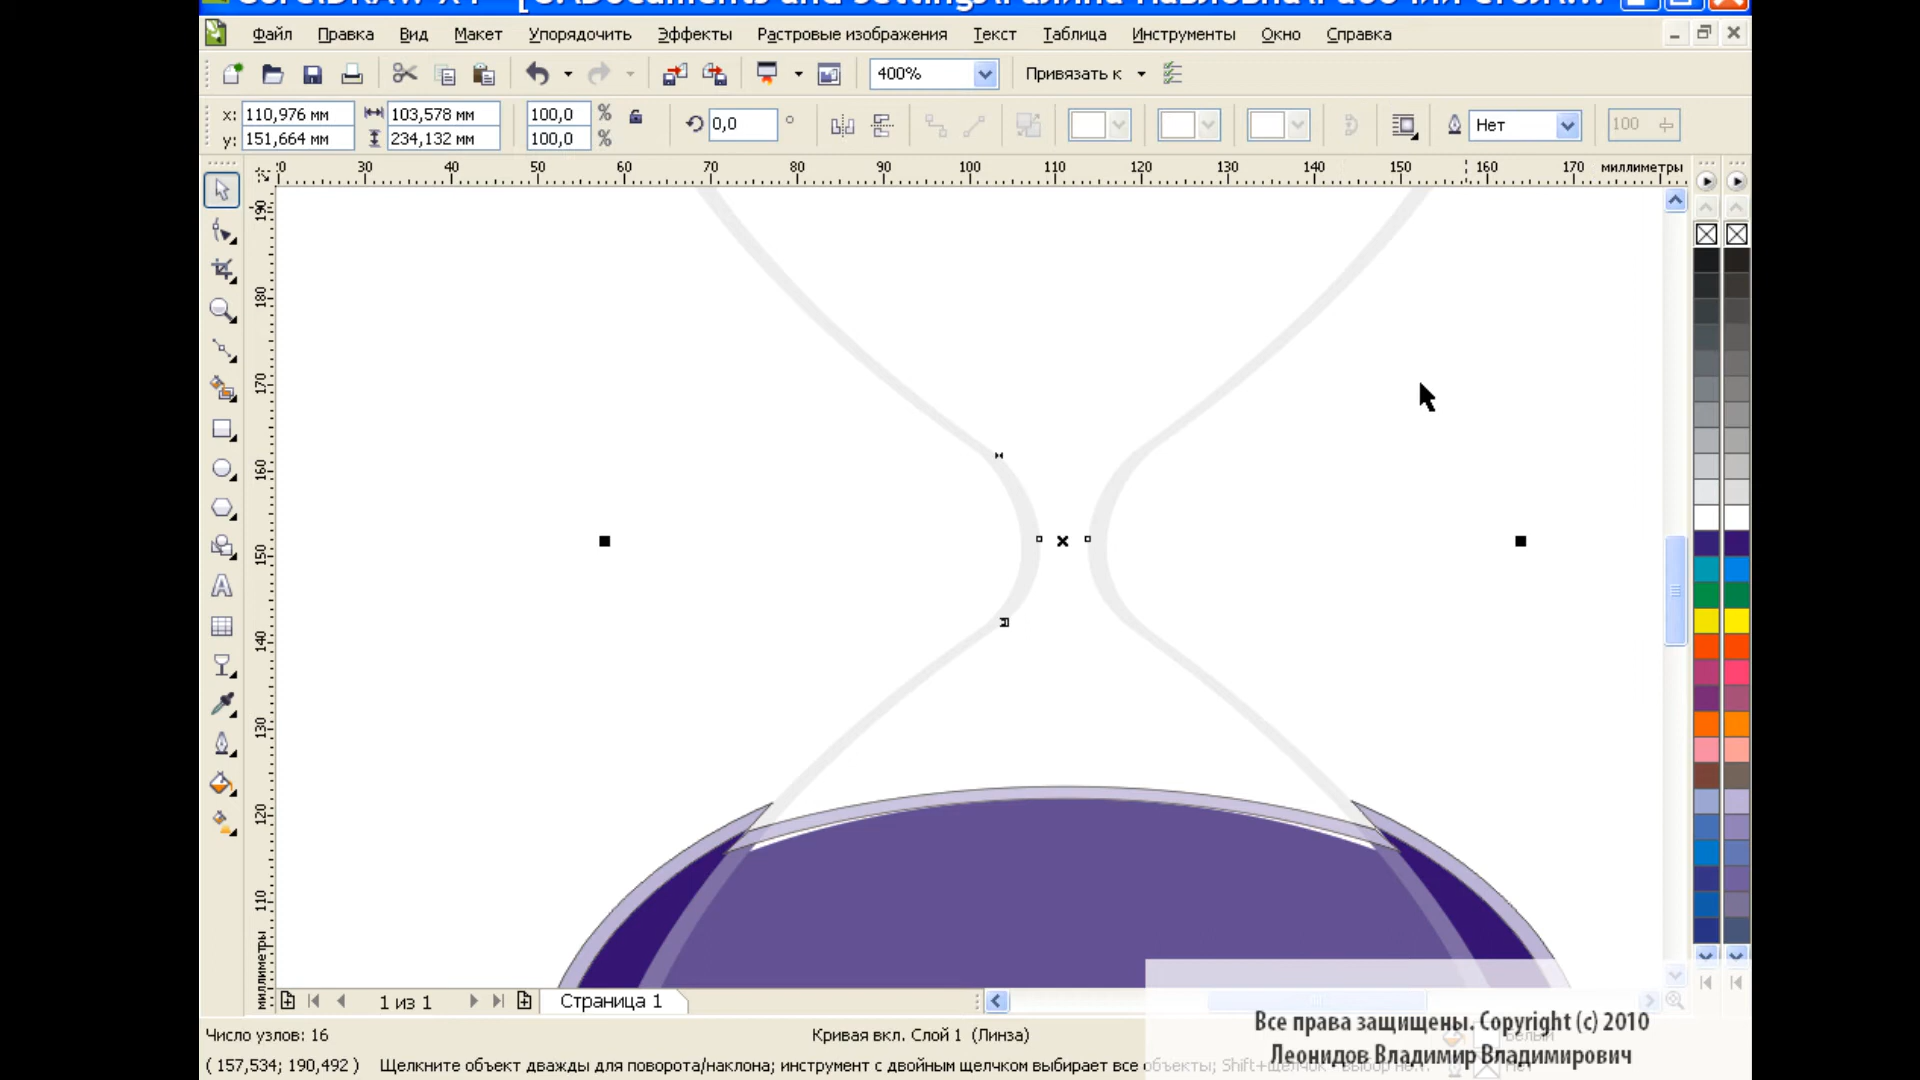 Файл Правка Вид Макет Упорядочить Эффекты Растровые изображения Текст Таблица Инструменты Окно Справка
400% Привязать к
x: 110,976 мм 103,578 мм 100,0 % 0,0 ° Нет 100
y: 151,664 мм 234,132 мм 100,0 %
30 40 50 60 70 80 90 100 110 120 130 140 150 160 170 миллиметры
190
180
170
160
150
140
130
120
110
миллиметры
1 из 1 Страница 1
Число узлов: 16 Кривая вкл. Слой 1 (Линза)
( 157,534; 190,492 ) Щелкните объект дважды для поворота/наклона; инструмент с двойным щелчком выбирает все объекты;
Все права защищены. Copyright (c) 2010
Леонидов Владимир Владимирович